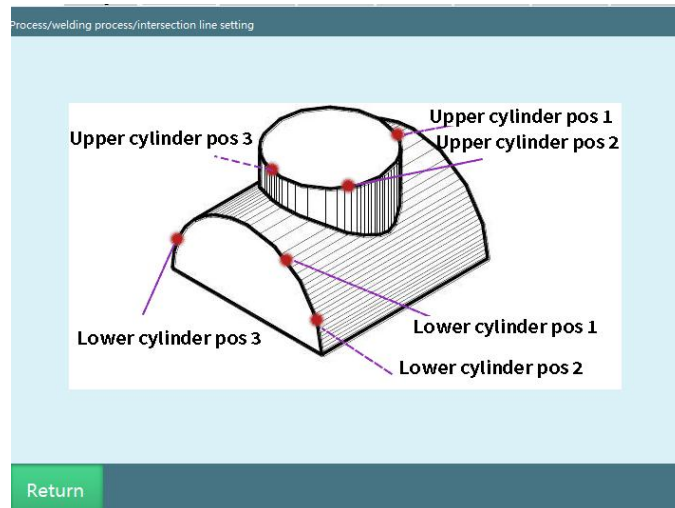 Process/welding process/intersection line setting
Upper cylinder pos 1
Upper cylinder pos 3
Upper cylinder pos 2
Lower cylinder pos 1
Lower cylinder pos 3
Lower cylinder pos 2
Return